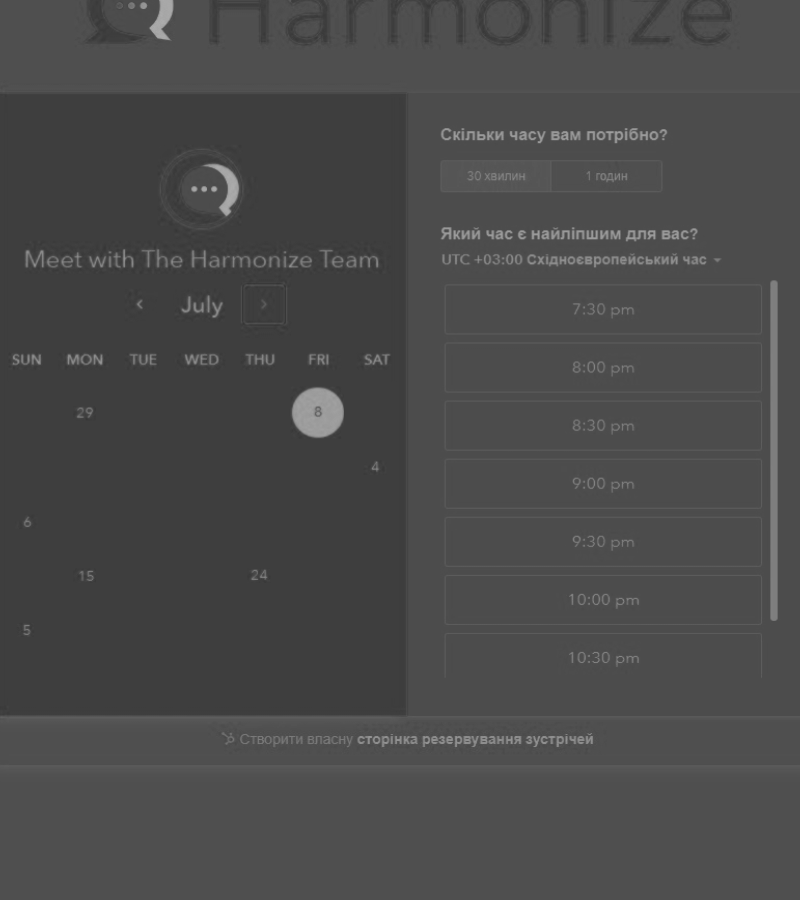 Harmonize
Meet with The Harmonize Team
July
SUN MON TUE WED THU FRI SAT
29 8
4
6
15 24
5
Скільки часу вам потрібно?
30 хвилин 1 годин
Який час є найліпшим для вас?
UTC +03:00 Східноєвропейський час
7:30 pm
8:00 pm
8:30 pm
9:00 pm
9:30 pm
10:00 pm
10:30 pm
Створити власну сторінка резервування зустрічей